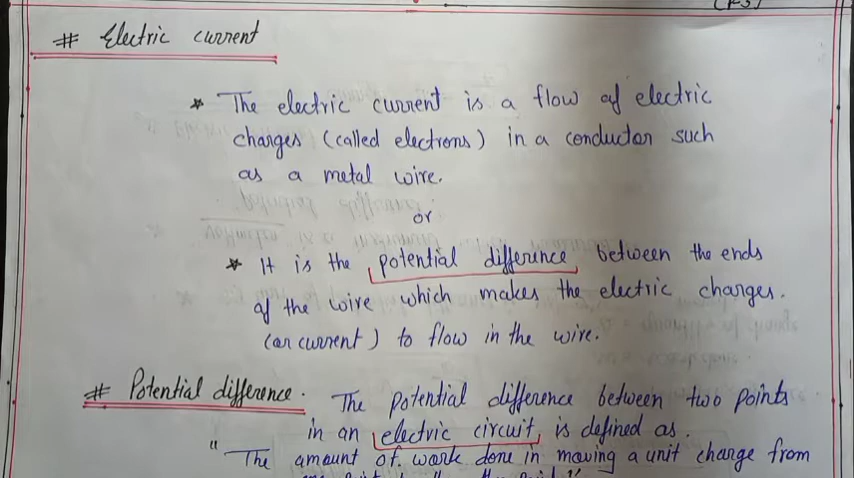 # Electric current
* The electric current is a flow of electric
charges (called electrons) in a conductor such
as a metal wire.
or
* It is the potential difference between the ends
of the wire which makes the electric charges.
(or current) to flow in the wire.
# Potential difference. The Potential difference between two points
in an electric circuit, is defined as.
" The amount of work done in moving a unit charge from